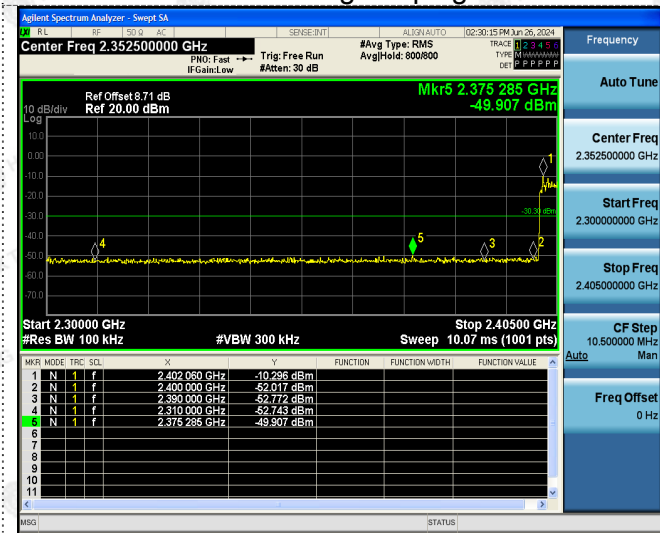 Agilent Spectrum Analyzer - Swept SA
LXI RL RF 50 Ω AC SENSE:INT ALIGN AUTO 02:30:15 PM Jun 26, 2024
Center Freq 2.352500000 GHz
PNO: Fast
IFGain:Low
Trig: Free Run
#Atten: 30 dB
#Avg Type: RMS
Avg|Hold: 800/800
TRACE 1 2 3 4 5 6
TYPE M WWWWW
DET P P P P P P
Frequency
Auto Tune
Center Freq
2.352500000 GHz
Start Freq
2.300000000 GHz
Stop Freq
2.405000000 GHz
CF Step
10.500000 MHz
Auto Man
Freq Offset
0 Hz
Mkr5 2.375 285 GHz
-49.907 dBm
Ref Offset 8.71 dB
10 dB/div Ref 20.00 dBm
Log
10.0
0.00
-10.0
-20.0
-30.0
-40.0
-50.0
-60.0
-70.0
1
-30.30 dBm
4
5
3
2
Start 2.30000 GHz Stop 2.40500 GHz
#Res BW 100 kHz #VBW 300 kHz Sweep 10.07 ms (1001 pts)
MKR MODE TRC SCL X Y FUNCTION FUNCTION WIDTH FUNCTION VALUE
1 N 1 f 2.402 060 GHz -10.296 dBm
2 N 1 f 2.400 000 GHz -52.017 dBm
3 N 1 f 2.390 000 GHz -52.772 dBm
4 N 1 f 2.310 000 GHz -52.743 dBm
5 N 1 f 2.375 285 GHz -49.907 dBm
6
7
8
9
10
11
MSG STATUS